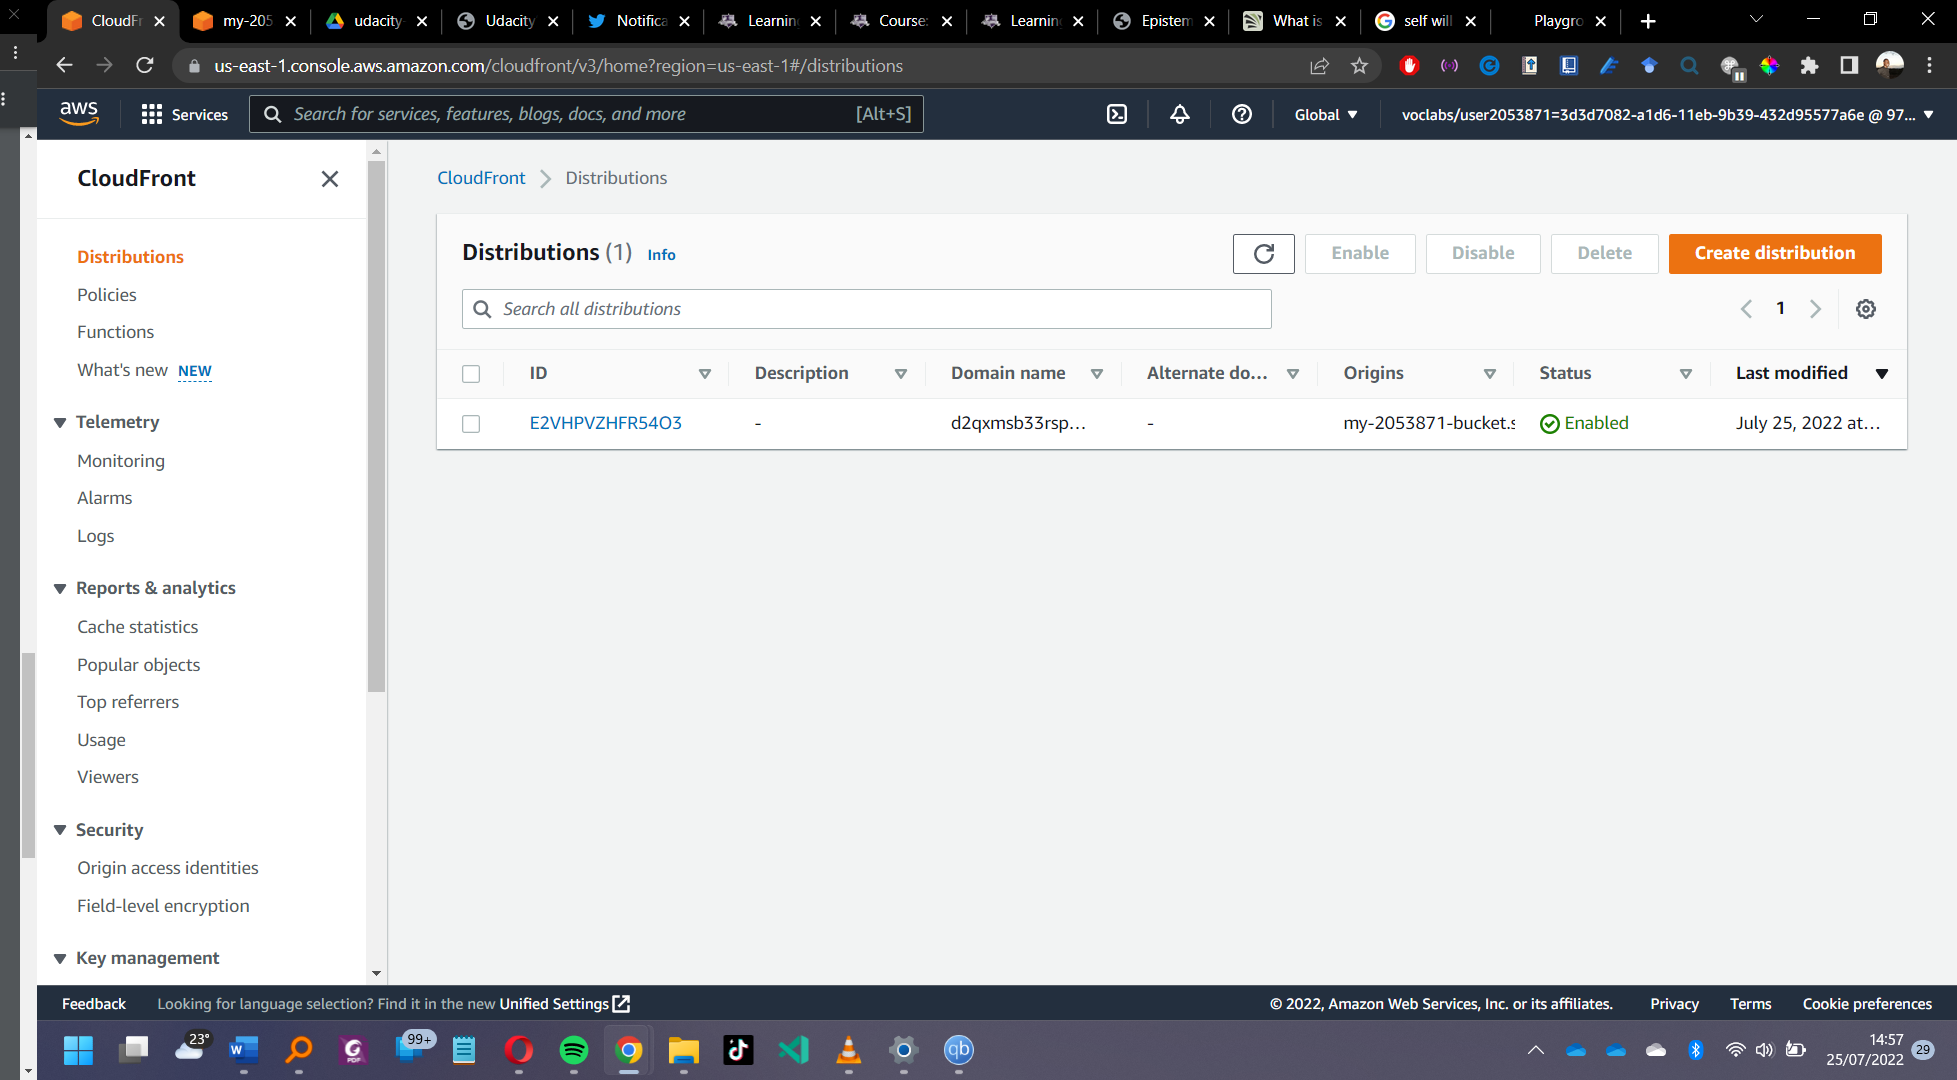 CloudFr
my-205
udacity
Udacity
Notifica
Learnin
Course:
Learnin
Epistem
What is
self will
Playgro
us-east-1.console.aws.amazon.com/cloudfront/v3/home?region=us-east-1#/distributions
aws
Services
Search for services, features, blogs, docs, and more
[Alt+S]
Global
voclabs/user2053871=3d3d7082-a1d6-11eb-9b39-432d95577a6e @ 97...
CloudFront
Distributions
Policies
Functions
What's new NEW
Telemetry
Monitoring
Alarms
Logs
Reports & analytics
Cache statistics
Popular objects
Top referrers
Usage
Viewers
Security
Origin access identities
Field-level encryption
Key management
CloudFront
Distributions
Distributions (1) Info
Enable
Disable
Delete
Create distribution
Search all distributions
1
ID
Description
Domain name
Alternate do...
Origins
Status
Last modified
E2VHPVZHFR54O3
-
d2qxmsb33rsp...
-
my-2053871-bucket.s
Enabled
July 25, 2022 at...
Feedback
Looking for language selection? Find it in the new Unified Settings
© 2022, Amazon Web Services, Inc. or its affiliates.
Privacy
Terms
Cookie preferences
23°
W
G
PDF
99+
qb
14:57
25/07/2022
29